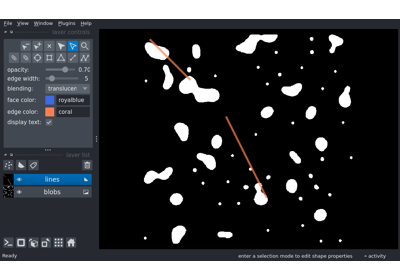 File View Window Plugins Help
layer controls
opacity: 0.70
edge width: 5
blending: translucen
face color: royalblue
edge color: coral
display text:
layer list
lines
blobs
Ready
enter a selection mode to edit shape properties
activity